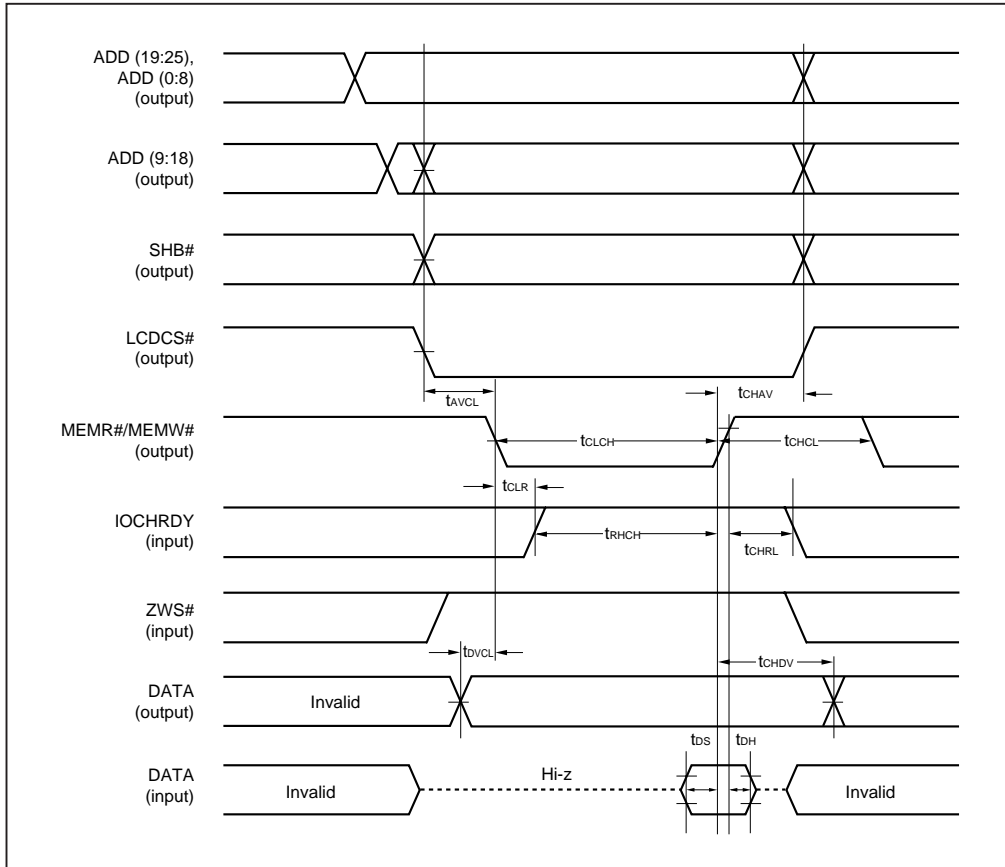 ADD (19:25),
ADD (0:8)
(output)
ADD (9:18)
(output)
SHB#
(output)
LCDCS#
(output)
tAVCL
tCHAV
MEMR#/MEMW#
(output)
tCLCH
tCHCL
tCLR
IOCHRDY
(input)
tRHCH
tCHRL
ZWS#
(input)
tDVCL
tCHDV
DATA
(output)
Invalid
tDS
tDH
DATA
(input)
Invalid
Hi-z
Invalid